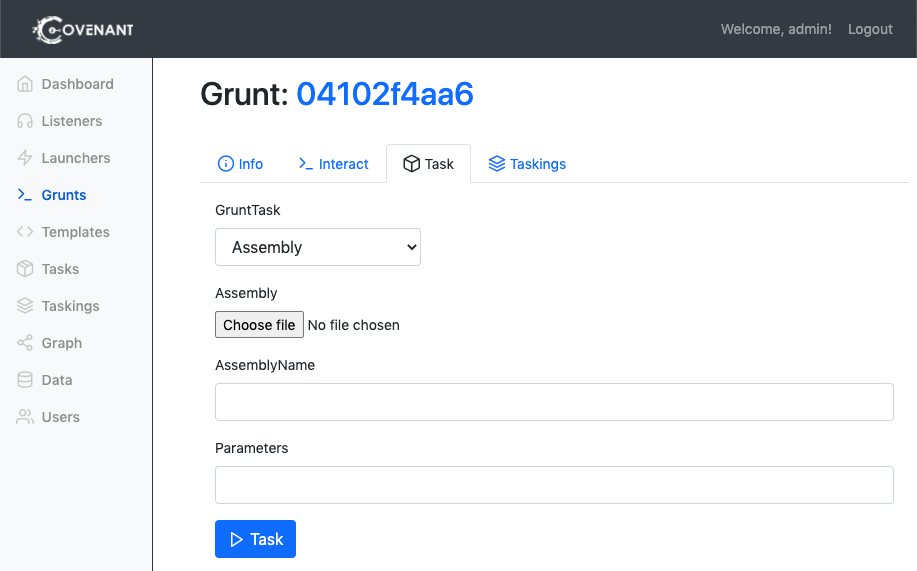 COVENANT
Welcome, admin! Logout
Dashboard
Listeners
Launchers
Grunts
Templates
Tasks
Taskings
Graph
Data
Users
Grunt: 04102f4aa6
Info Interact Task Taskings
GruntTask
Assembly
Assembly
Choose file No file chosen
AssemblyName
Parameters
Task